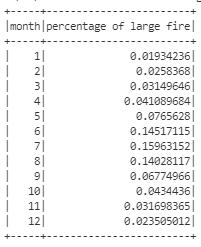 +-----+------------------------+
|month|percentage of large fire|
+-----+------------------------+
| 1| 0.01934236|
| 2| 0.0258368|
| 3| 0.03149646|
| 4| 0.041089684|
| 5| 0.0765628|
| 6| 0.14517115|
| 7| 0.15963152|
| 8| 0.14028117|
| 9| 0.06774966|
| 10| 0.0434436|
| 11| 0.031698365|
| 12| 0.023505012|
+-----+------------------------+